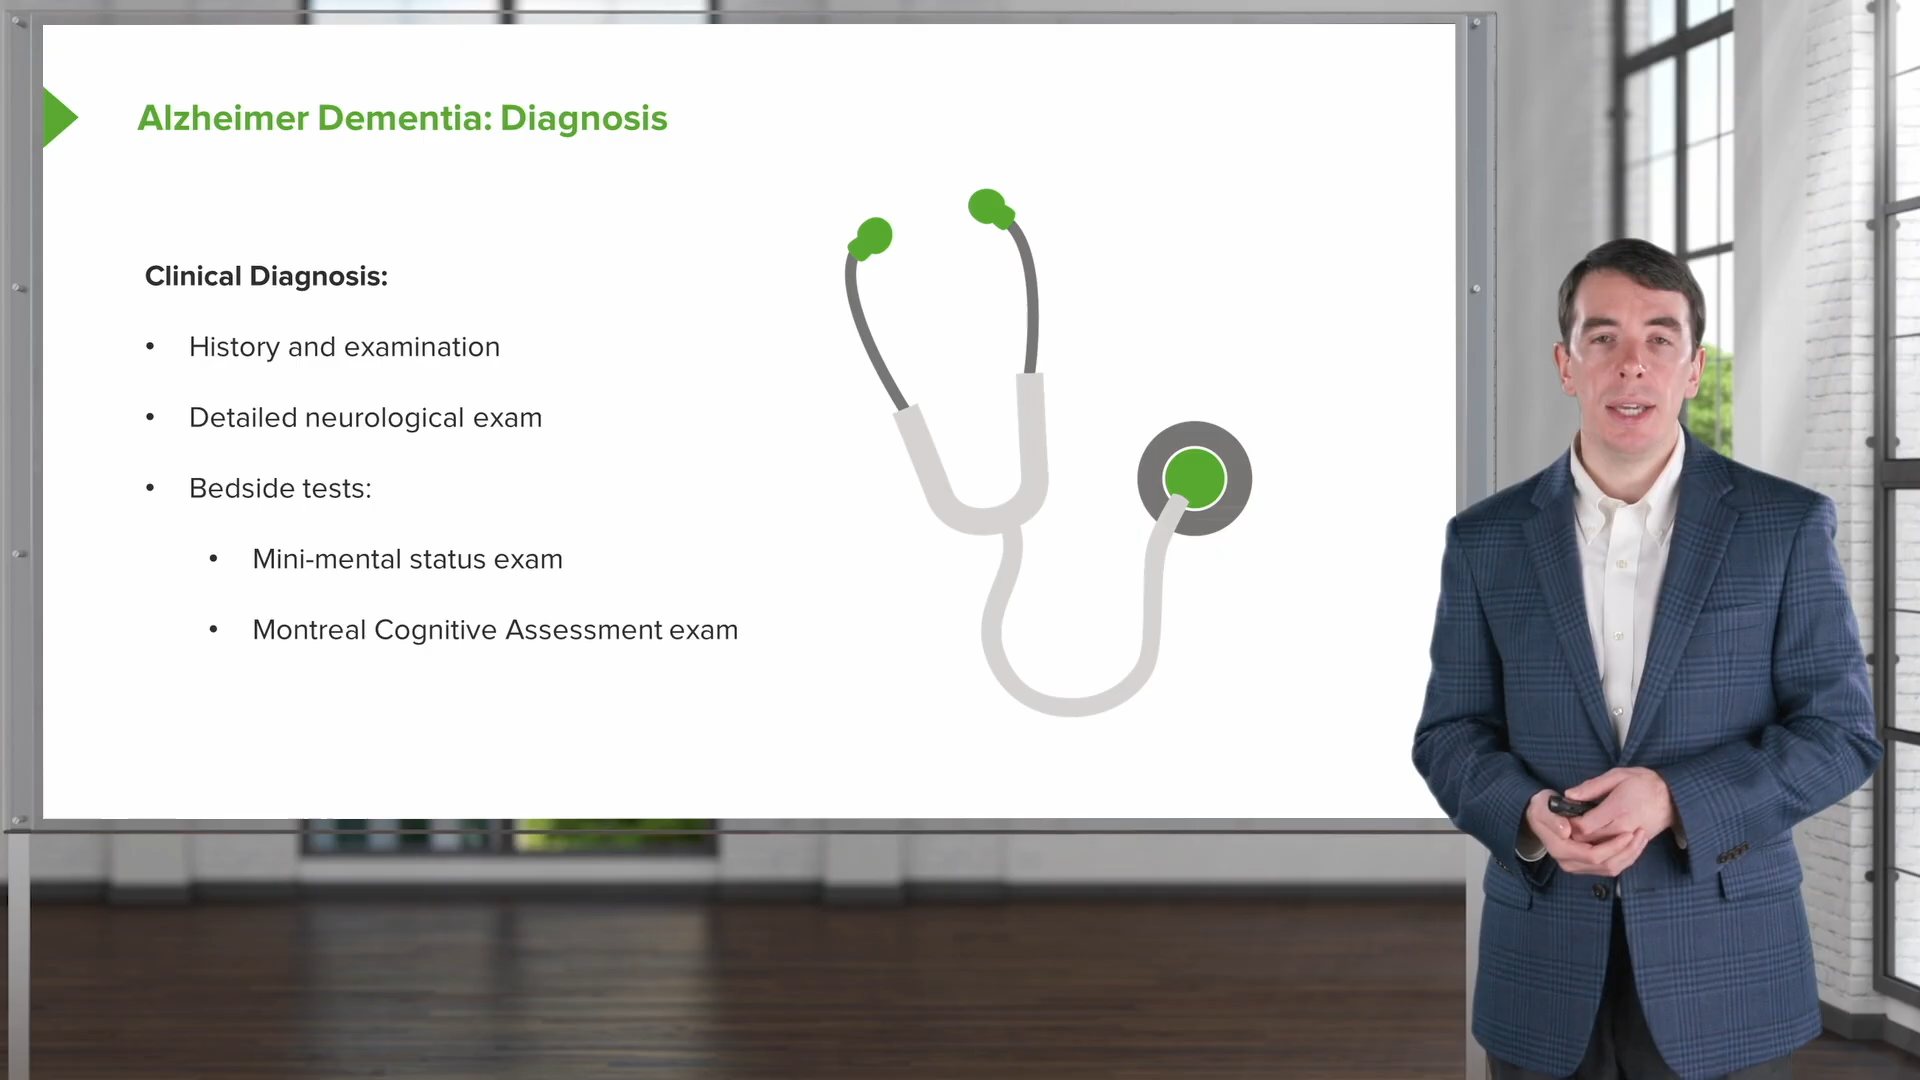 Alzheimer Dementia: Diagnosis
Clinical Diagnosis:
• History and examination
• Detailed neurological exam
• Bedside tests:
• Mini-mental status exam
• Montreal Cognitive Assessment exam